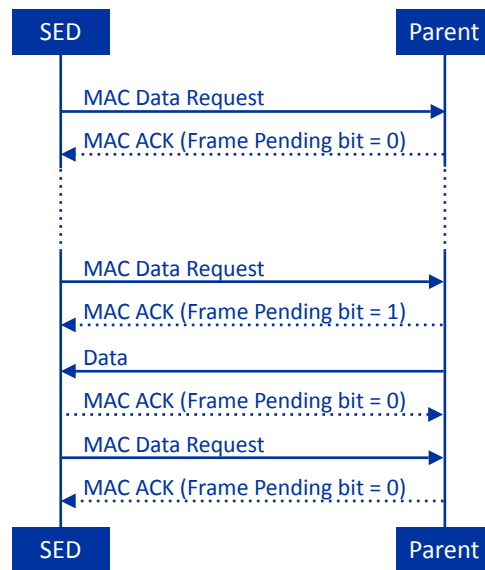 SED Parent
MAC Data Request
MAC ACK (Frame Pending bit = 0)
MAC Data Request
MAC ACK (Frame Pending bit = 1)
Data
MAC ACK (Frame Pending bit = 0)
MAC Data Request
MAC ACK (Frame Pending bit = 0)
SED Parent